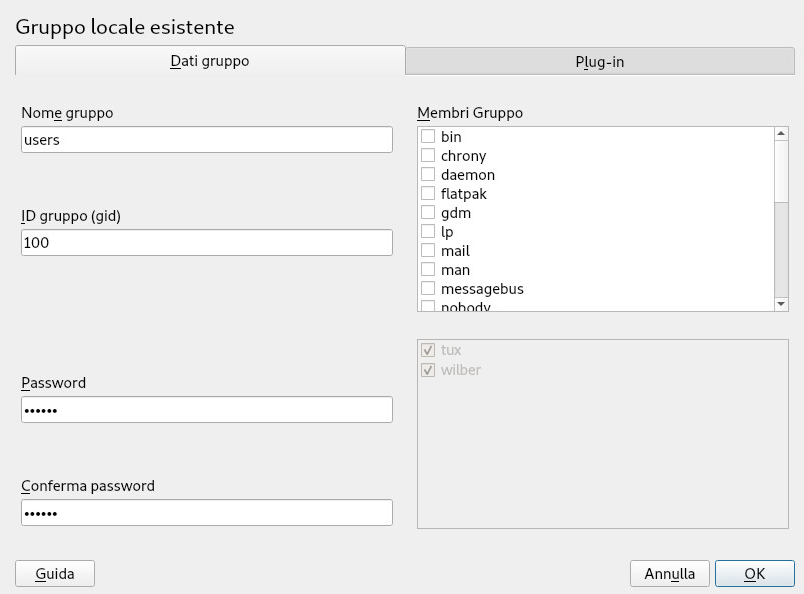 Gruppo locale esistente
Dati gruppo
Plug-in
Nome gruppo
users
ID gruppo (gid)
100
Password
••••••
Conferma password
••••••
Membri Gruppo
bin
chrony
daemon
flatpak
gdm
lp
mail
man
messagebus
nobody
tux
wilber
Guida
Annulla
OK